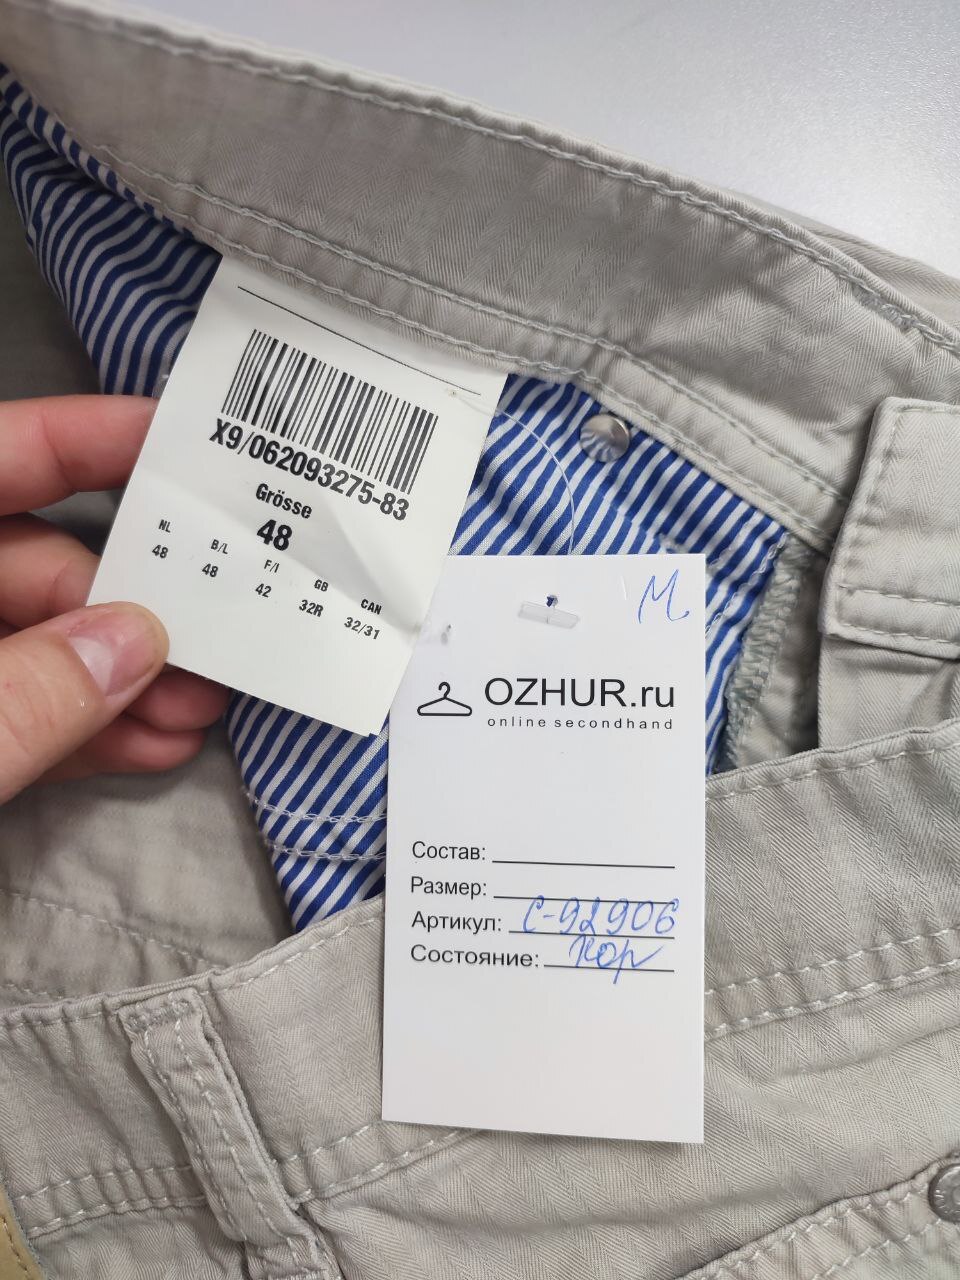 X9/062093275-83
Grösse
48
NL B/L F/I GB CAN
48 48 42 32R 32/31
M
OZHUR.ru
online secondhand
Состав:
Размер:
Артикул: С-92906
Состояние: Хор